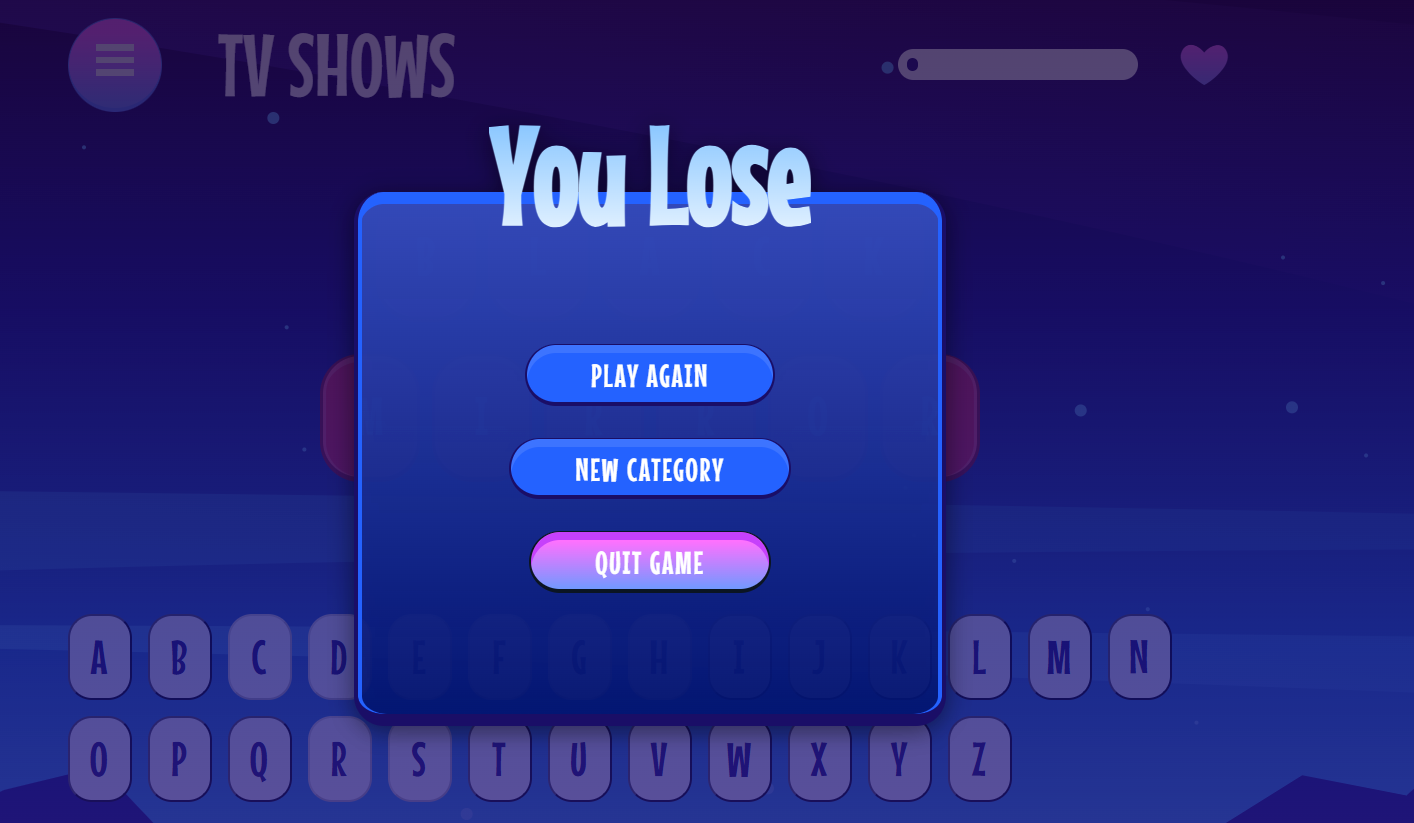 TV SHOWS
You Lose
PLAY AGAIN
NEW CATEGORY
QUIT GAME
A B C D E F G H I J K L M N
O P Q R S T U V W X Y Z